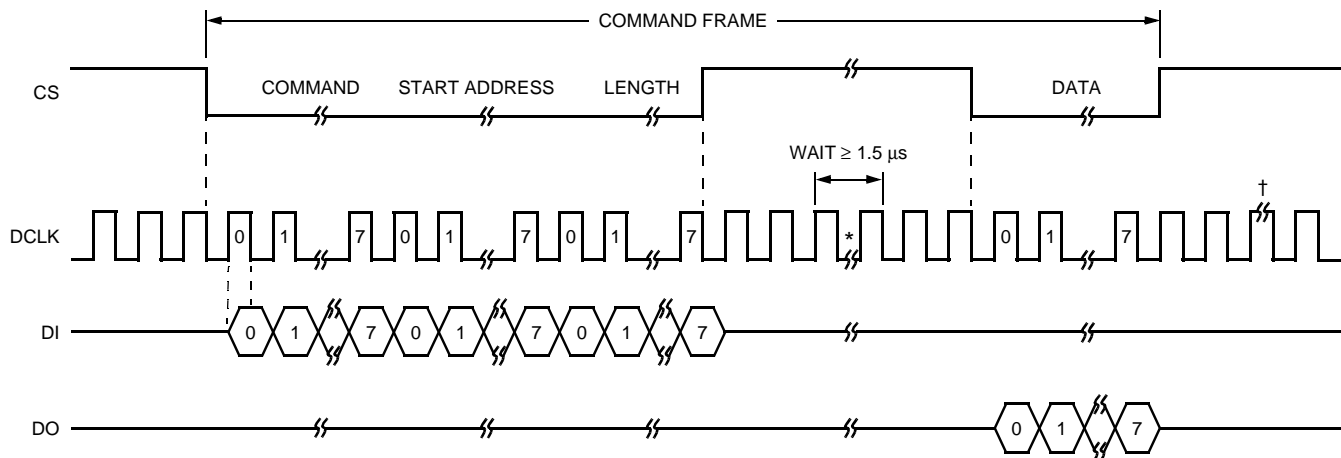 COMMAND FRAME
CS COMMAND START ADDRESS LENGTH DATA
WAIT ≥ 1.5 μs
†
DCLK 0 1 7 0 1 7 0 1 7 * 0 1 7
DI 0 1 7 0 1 7 0 1 7
DO 0 1 7